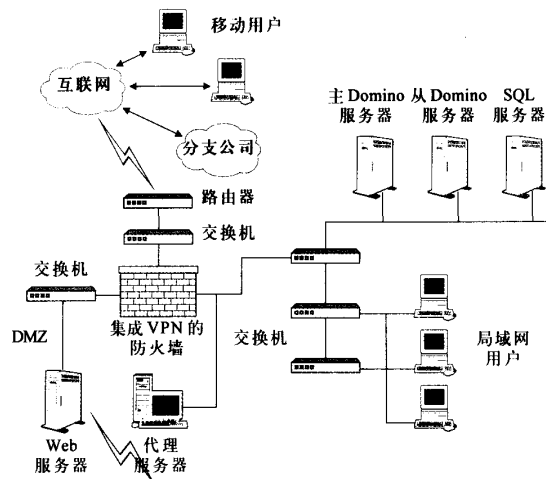 移动用户
互联网
分支公司
主Domino 从Domino SQL
服务器 服务器 服务器
路由器
交换机
交换机
DMZ
集成VPN的
防火墙
交换机
局域网
用户
Web
服务器
代理
服务器